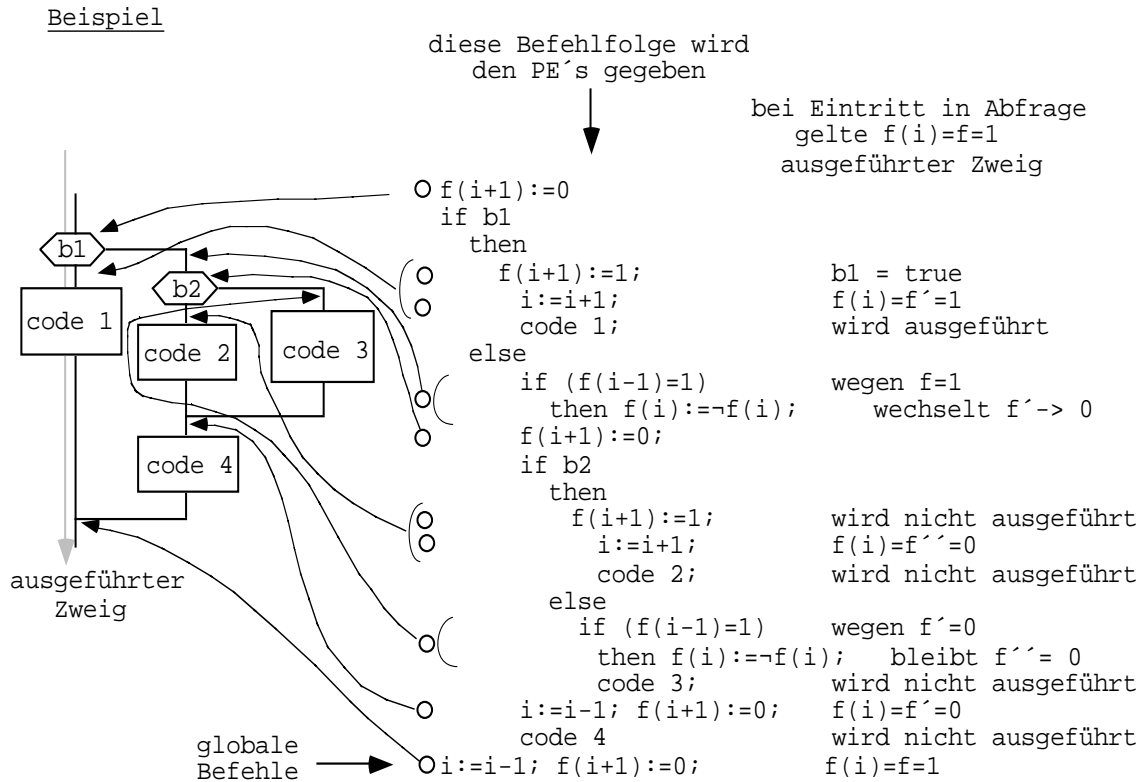 Beispiel
diese Befehlfolge wird
den PE´s gegeben
bei Eintritt in Abfrage
gelte f(i)=f=1
ausgeführter Zweig
b1
b2
code 1
code 2
code 3
code 4
ausgeführter
Zweig
f(i+1):=0
if b1
then
f(i+1):=1; b1 = true
i:=i+1; f(i)=f´=1
code 1; wird ausgeführt
else
if (f(i-1)=1) wegen f=1
then f(i):=¬f(i); wechselt f´-> 0
f(i+1):=0;
if b2
then
f(i+1):=1; wird nicht ausgeführt
i:=i+1; f(i)=f´´=0
code 2; wird nicht ausgeführt
else
if (f(i-1)=1) wegen f´=0
then f(i):=¬f(i); bleibt f´´= 0
code 3; wird nicht ausgeführt
i:=i-1; f(i+1):=0; f(i)=f´=0
code 4 wird nicht ausgeführt
globale
Befehle
i:=i-1; f(i+1):=0; f(i)=f=1